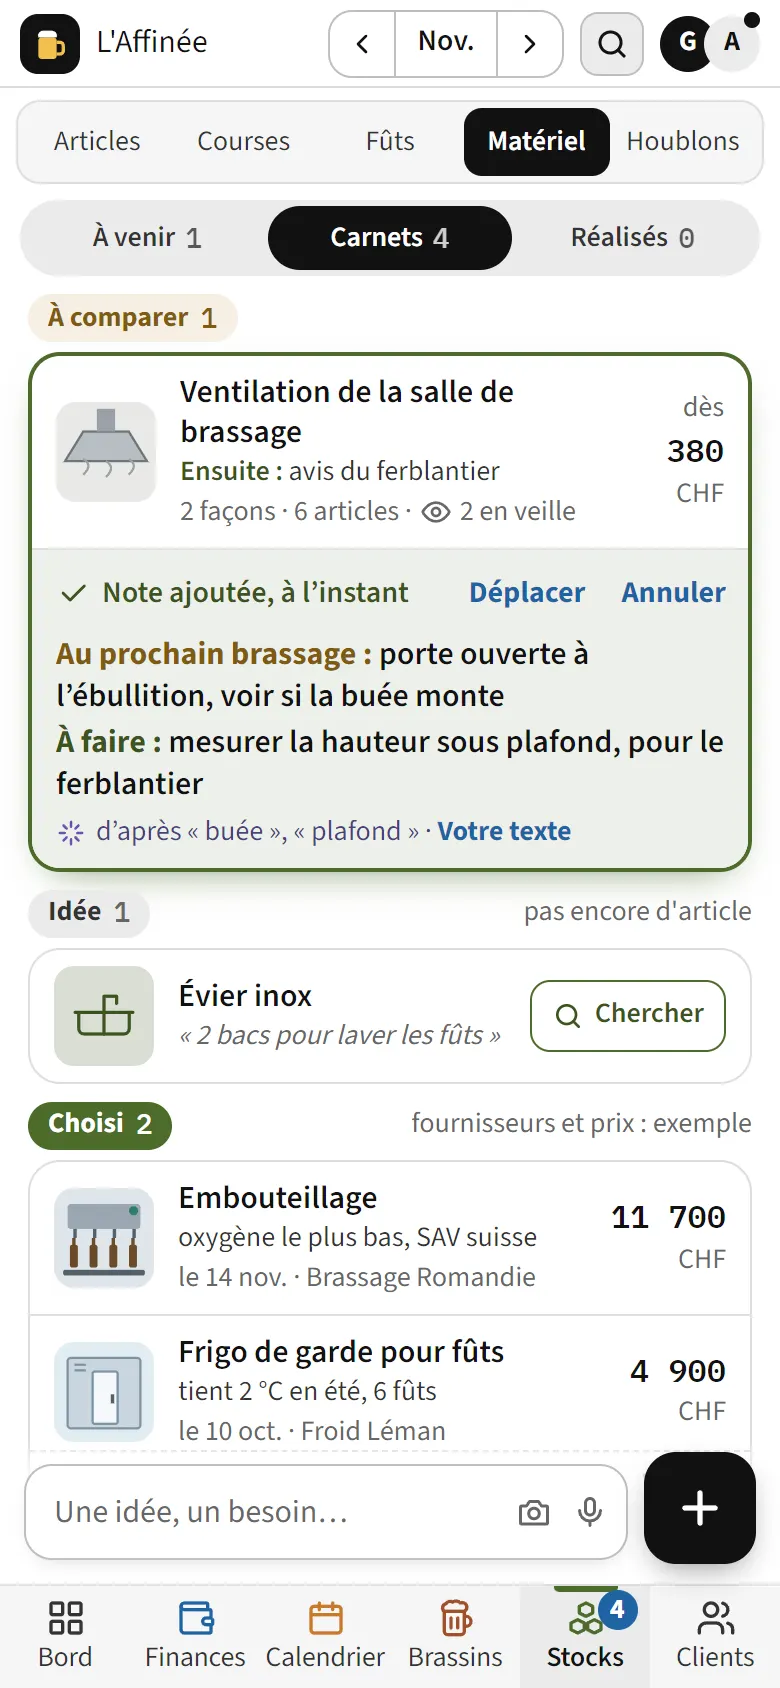 L'Affinée
Nov.
G
A
Articles
Courses
Fûts
Matériel
Houblons
À venir 1
Carnets 4
Réalisés 0
À comparer 1
Ventilation de la salle de
brassage
Ensuite : avis du ferblantier
2 façons · 6 articles · 2 en veille
dès
380
CHF
Note ajoutée, à l’instant
Déplacer
Annuler
Au prochain brassage : porte ouverte à
l’ébullition, voir si la buée monte
À faire : mesurer la hauteur sous plafond, pour le
ferblantier
d’après « buée », « plafond » · Votre texte
Idée 1
pas encore d'article
Évier inox
« 2 bacs pour laver les fûts »
Chercher
Choisi 2
fournisseurs et prix : exemple
Embouteillage
oxygène le plus bas, SAV suisse
le 14 nov. · Brassage Romandie
11 700
CHF
Frigo de garde pour fûts
tient 2 °C en été, 6 fûts
le 10 oct. · Froid Léman
4 900
CHF
Une idée, un besoin…
Bord
Finances
Calendrier
Brassins
4
Stocks
Clients